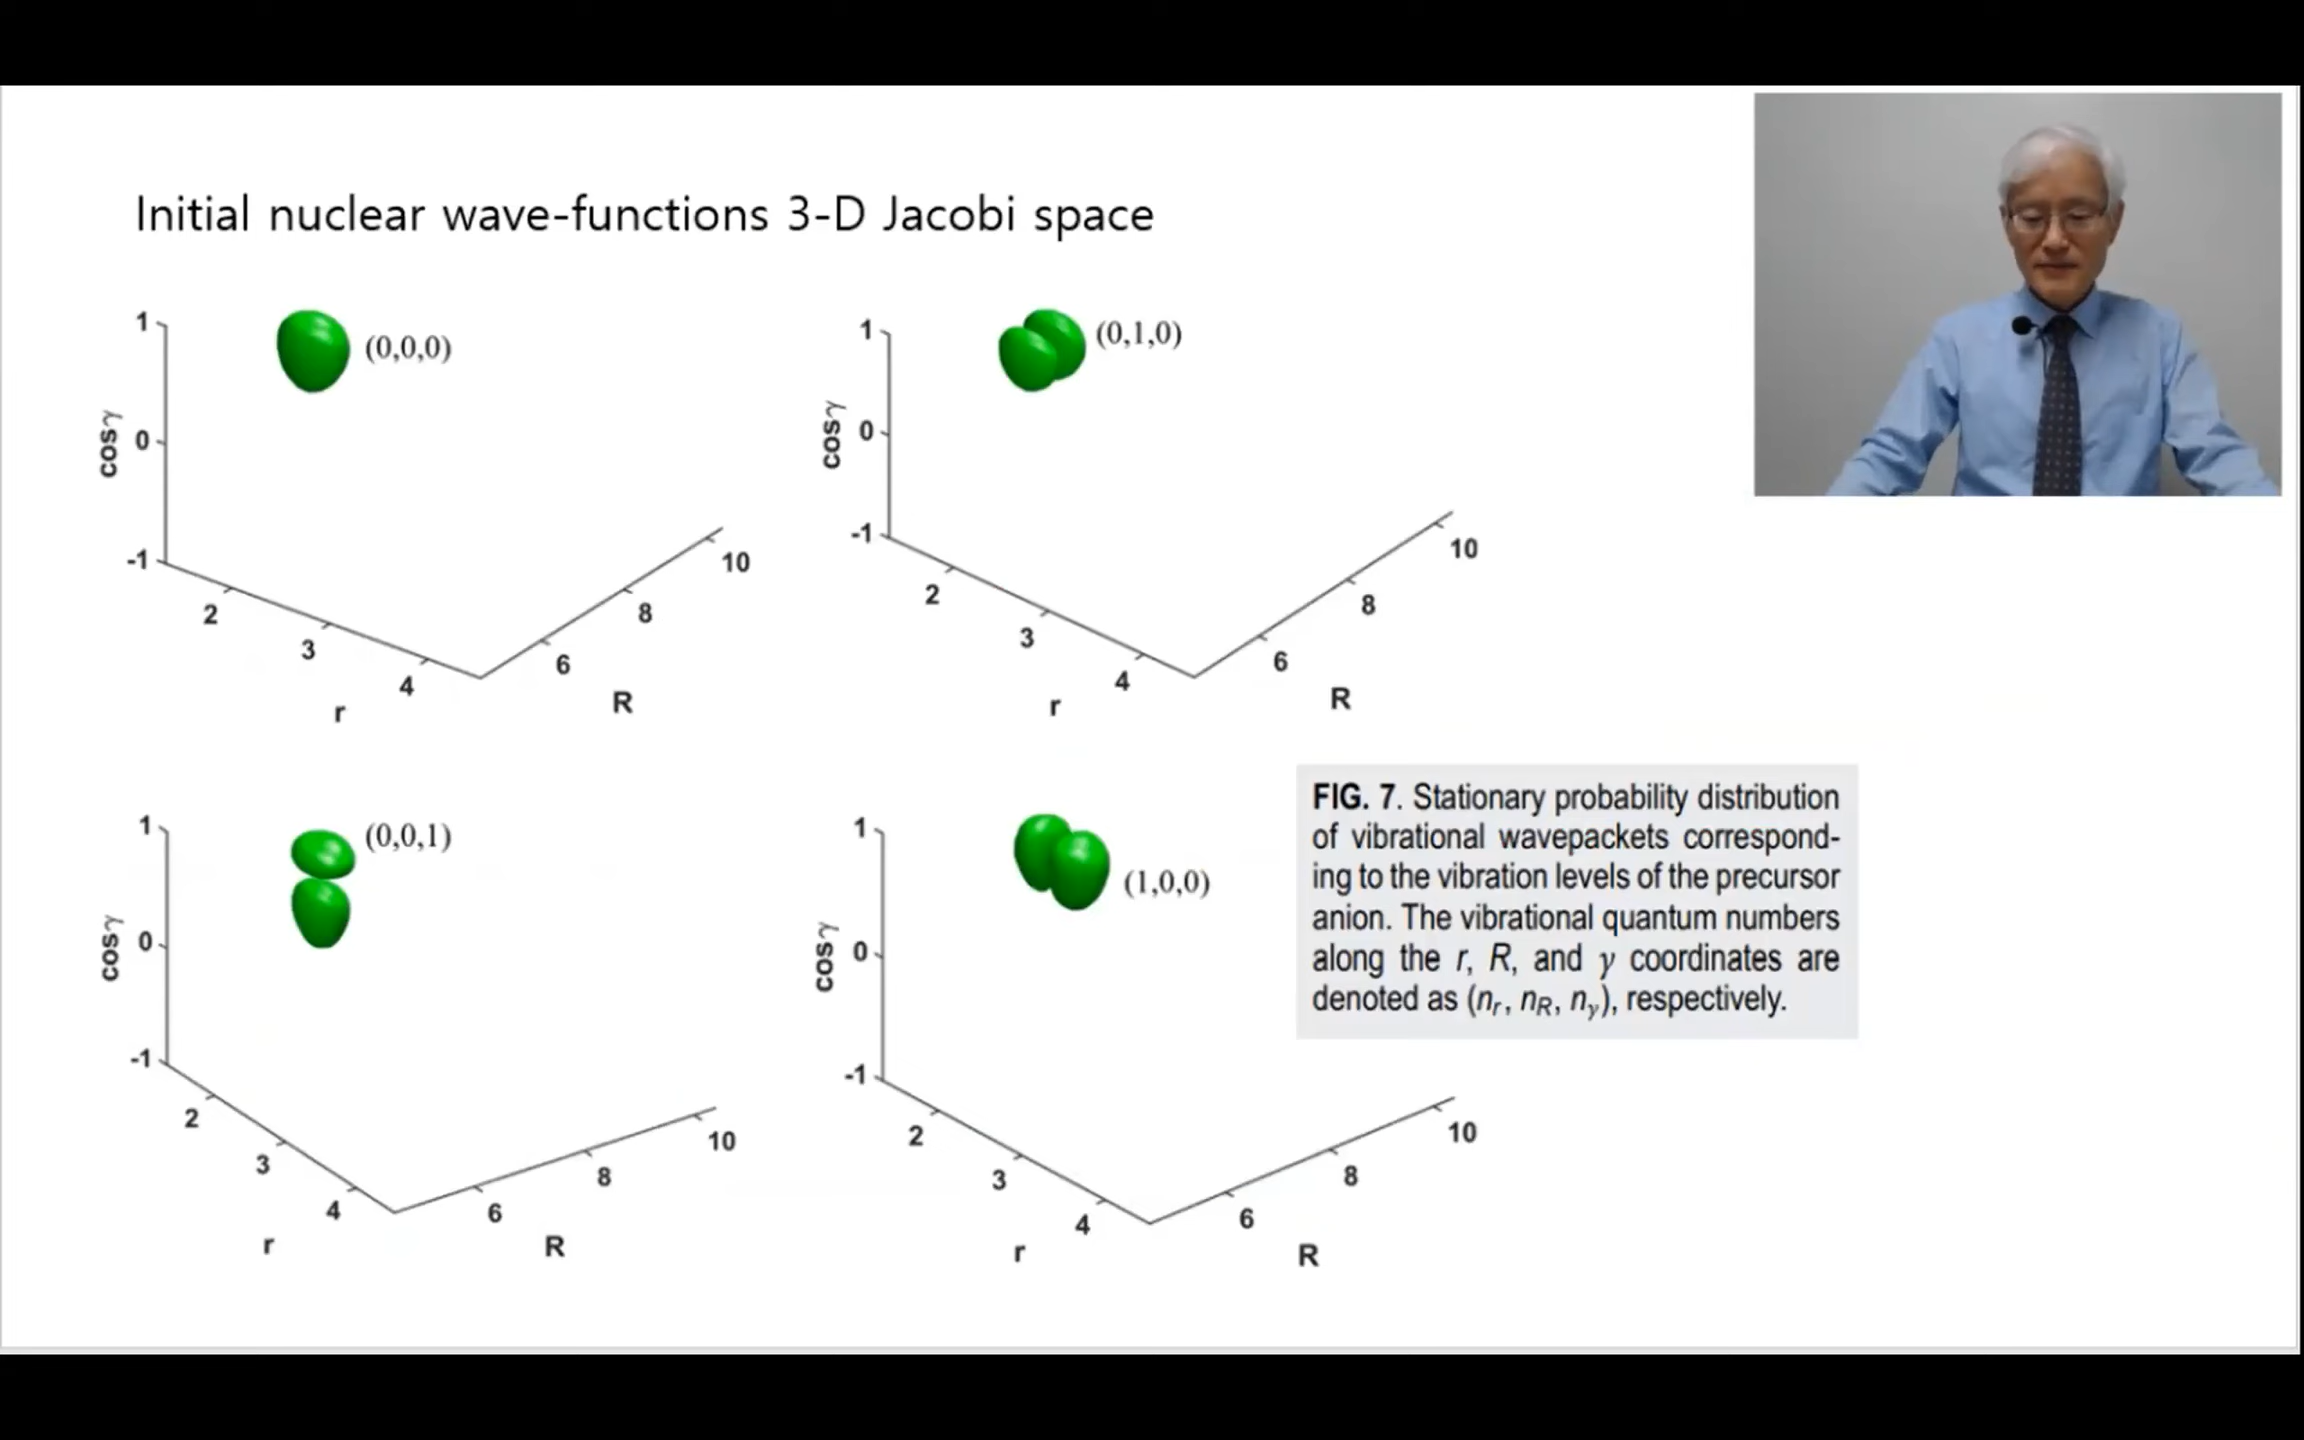 Initial nuclear wave-functions 3-D Jacobi space
1
(0,0,0)
cosγ
0
-1
2
3
4
r
6
8
10
R
1
(0,1,0)
cosγ
0
-1
2
3
4
r
6
8
10
R
1
(0,0,1)
cosγ
0
-1
2
3
4
r
6
8
10
R
1
(1,0,0)
cosγ
0
-1
2
3
4
r
6
8
10
R
FIG. 7. Stationary probability distribution
of vibrational wavepackets correspond-
ing to the vibration levels of the precursor
anion. The vibrational quantum numbers
along the r, R, and γ coordinates are
denoted as (nr, nR, nγ), respectively.